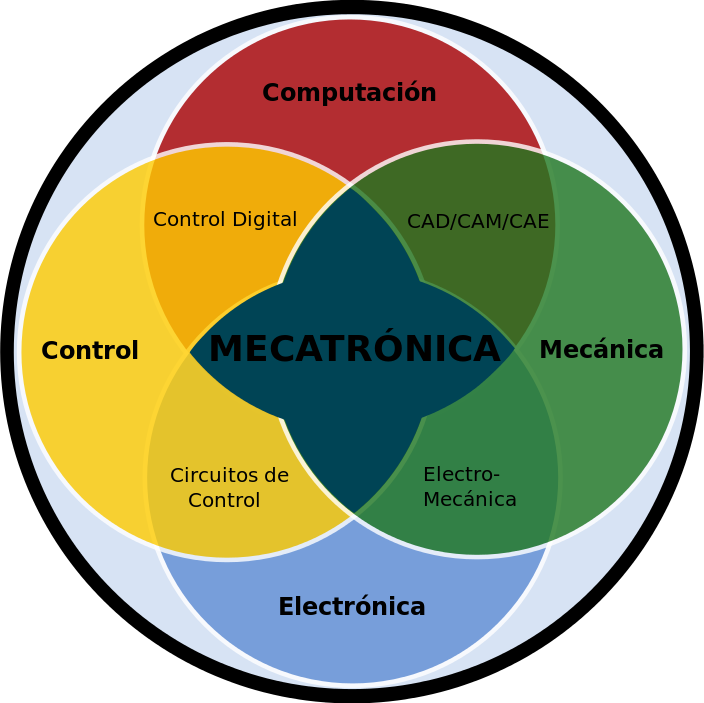 Computación
Control Digital
CAD/CAM/CAE
Control
MECATRÓNICA
Mecánica
Circuitos de
Control
Electro-
Mecánica
Electrónica